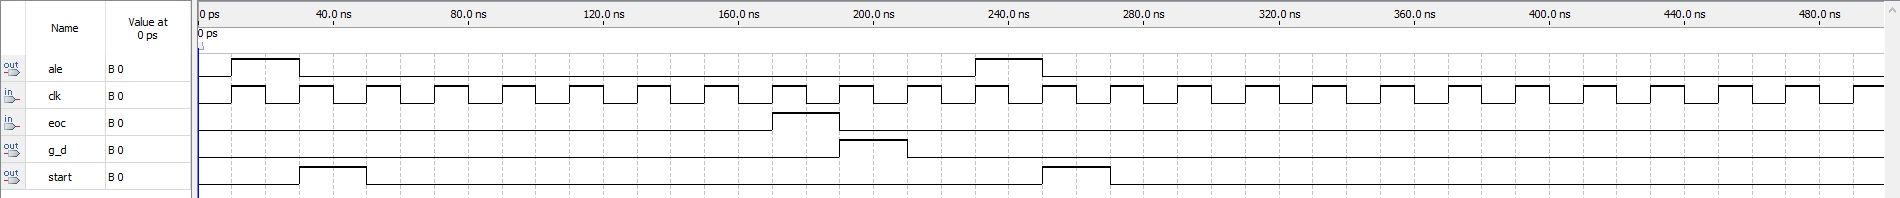 Name Value at 0 ps 0 ps 40.0 ns 80.0 ns 120.0 ns 160.0 ns 200.0 ns 240.0 ns 280.0 ns 320.0 ns 360.0 ns 400.0 ns 440.0 ns 480.0 ns
0 ps
out ale B 0
in clk B 0
in eoc B 0
out g_d B 0
out start B 0